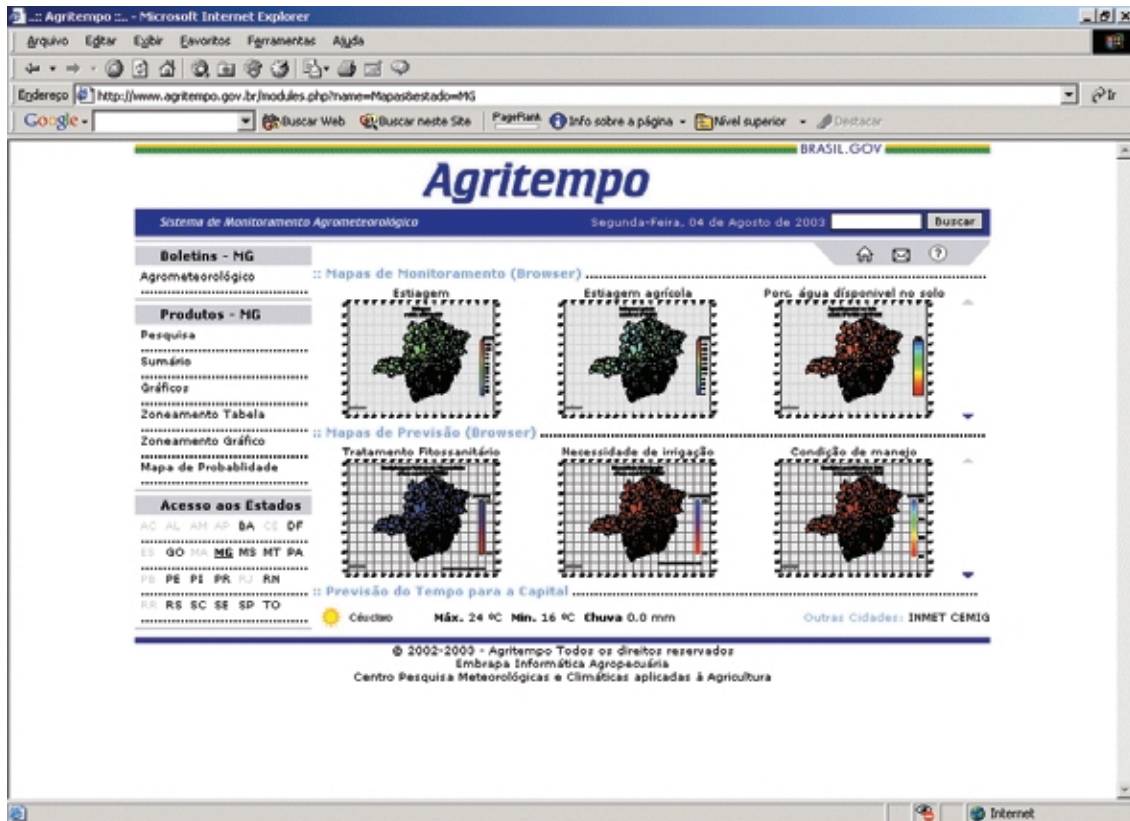 ..:: Agritempo ::.. - Microsoft Internet Explorer
Arquivo Editar Exibir Favoritos Ferramentas Ajuda
Endereço http://www.agritempo.gov.br/modules.php?name=Mapas&estado=MG Ir
Google Buscar Web Buscar neste Site PageRank Info sobre a página Nível superior Destacar
BRASIL.GOV
Agritempo
Sistema de Monitoramento Agrometeorológico Segunda-Feira, 04 de Agosto de 2003 Buscar
Boletins - MG
Agrometeorológico
Produtos - MG
Pesquisa
Sumário
Gráficos
Zoneamento Tabela
Zoneamento Gráfico
Mapa de Probablidade
Acesso aos Estados
AC AL AM AP BA CE DF
ES GO MA MG MS MT PA
PB PE PI PR RJ RN
RR RS SC SE SP TO
:: Mapas de Monitoramento (Browser)
Estiagem Estiagem agrícola Porc. água disponivel no solo
:: Mapas de Previsão (Browser)
Tratamento Fitossanitário Necessidade de irrigação Condição de manejo
:: Previsão do Tempo para a Capital
Céu claro Máx. 24 ºC Min. 16 ºC Chuva 0.0 mm Outras Cidades: INMET CEMIG
© 2002-2003 - Agritempo Todos os direitos reservados
Embrapa Informática Agropecuária
Centro Pesquisa Meteorológicas e Climáticas aplicadas à Agricultura
Internet